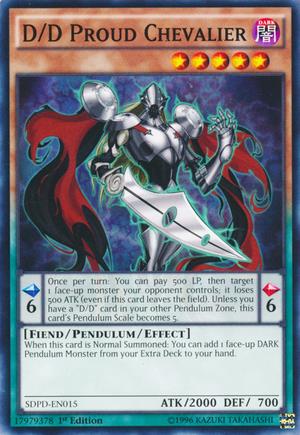 D/D PROUD CHEVALIER
DARK
闇
Once per turn: You can pay 500 LP, then target
1 face-up monster your opponent controls; it loses
500 ATK (even if this card leaves the field). Unless you
have a "D/D" card in your other Pendulum Zone, this
card's Pendulum Scale becomes 5.
6
6
[FIEND/PENDULUM/EFFECT]
When this card is Normal Summoned: You can add 1 face-up DARK
Pendulum Monster from your Extra Deck to your hand.
SDPD-EN015
ATK/2000 DEF/ 700
17979378 1st Edition
©1996 KAZUKI TAKAHASHI